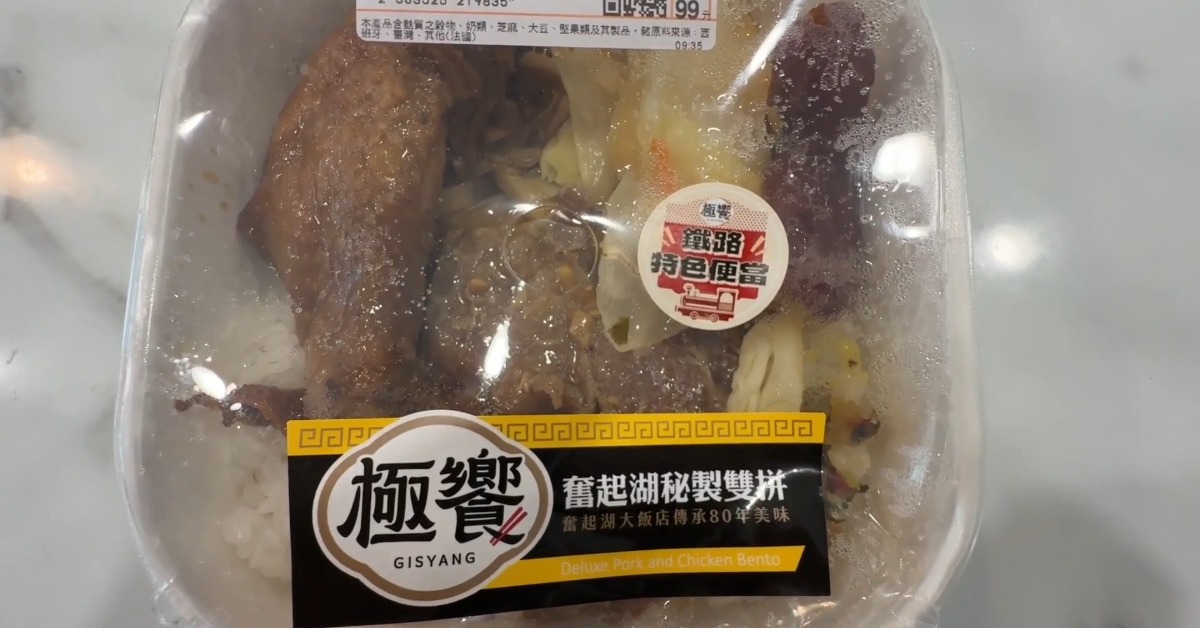 99元
本產品含麩質之穀物、奶類、芝麻、大豆、堅果類及其製品。豬原料來源：西
班牙、臺灣、其他(法國)
09:35
極饗
鐵路
特色便當
極饗
GISYANG
奮起湖秘製雙拼
奮起湖大飯店傳承80年美味
Deluxe Pork and Chicken Bento